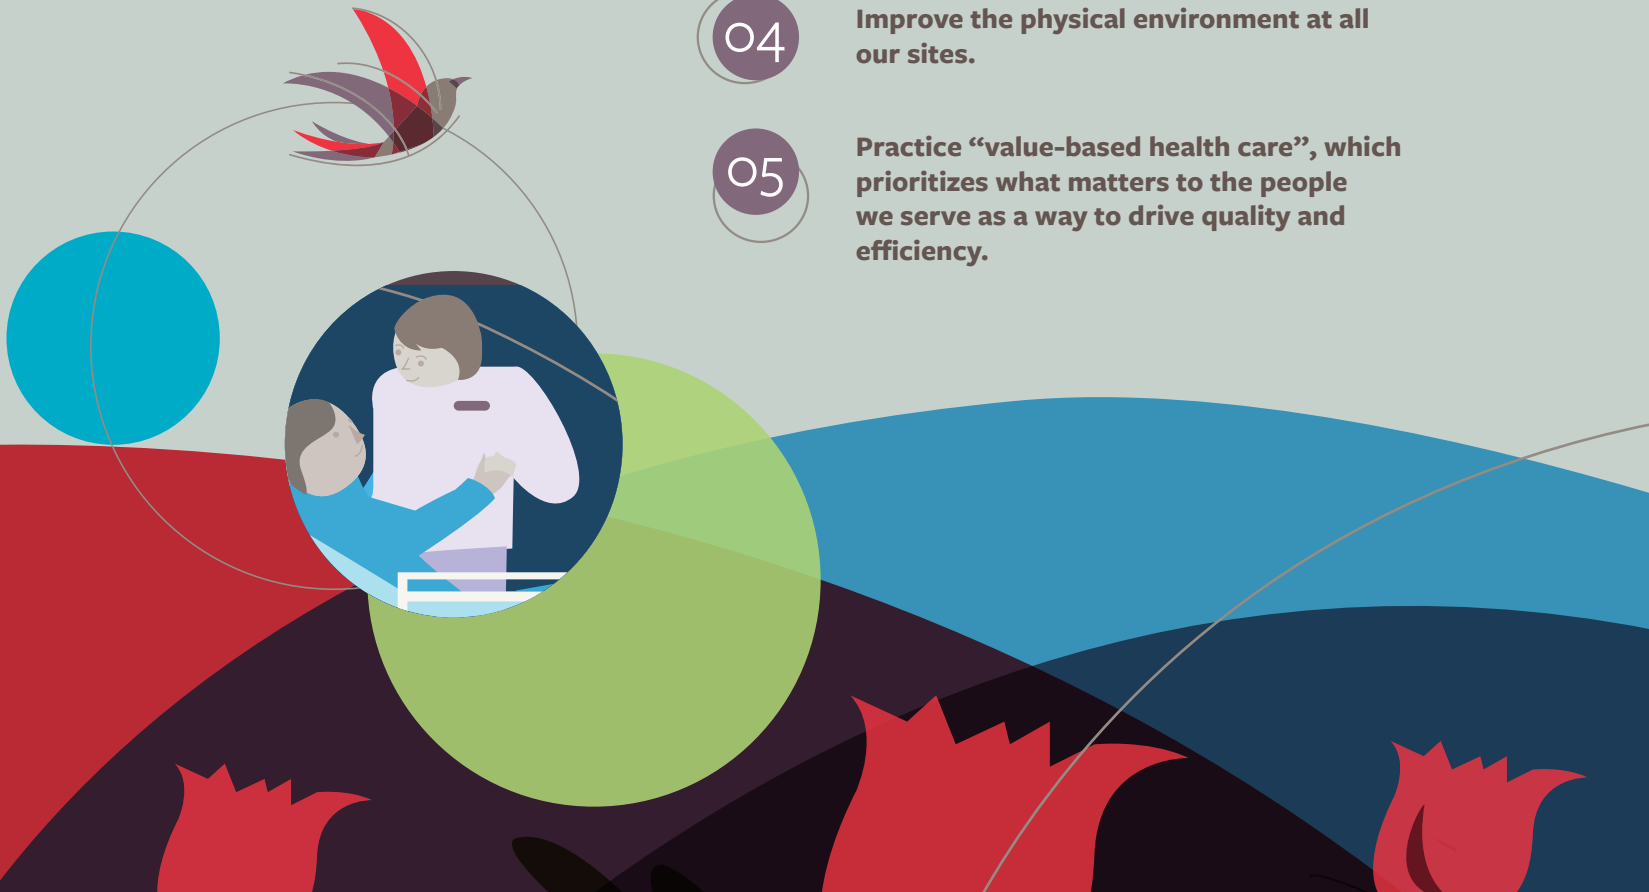 04
Improve the physical environment at all
our sites.
05
Practice “value-based health care”, which
prioritizes what matters to the people
we serve as a way to drive quality and
efficiency.